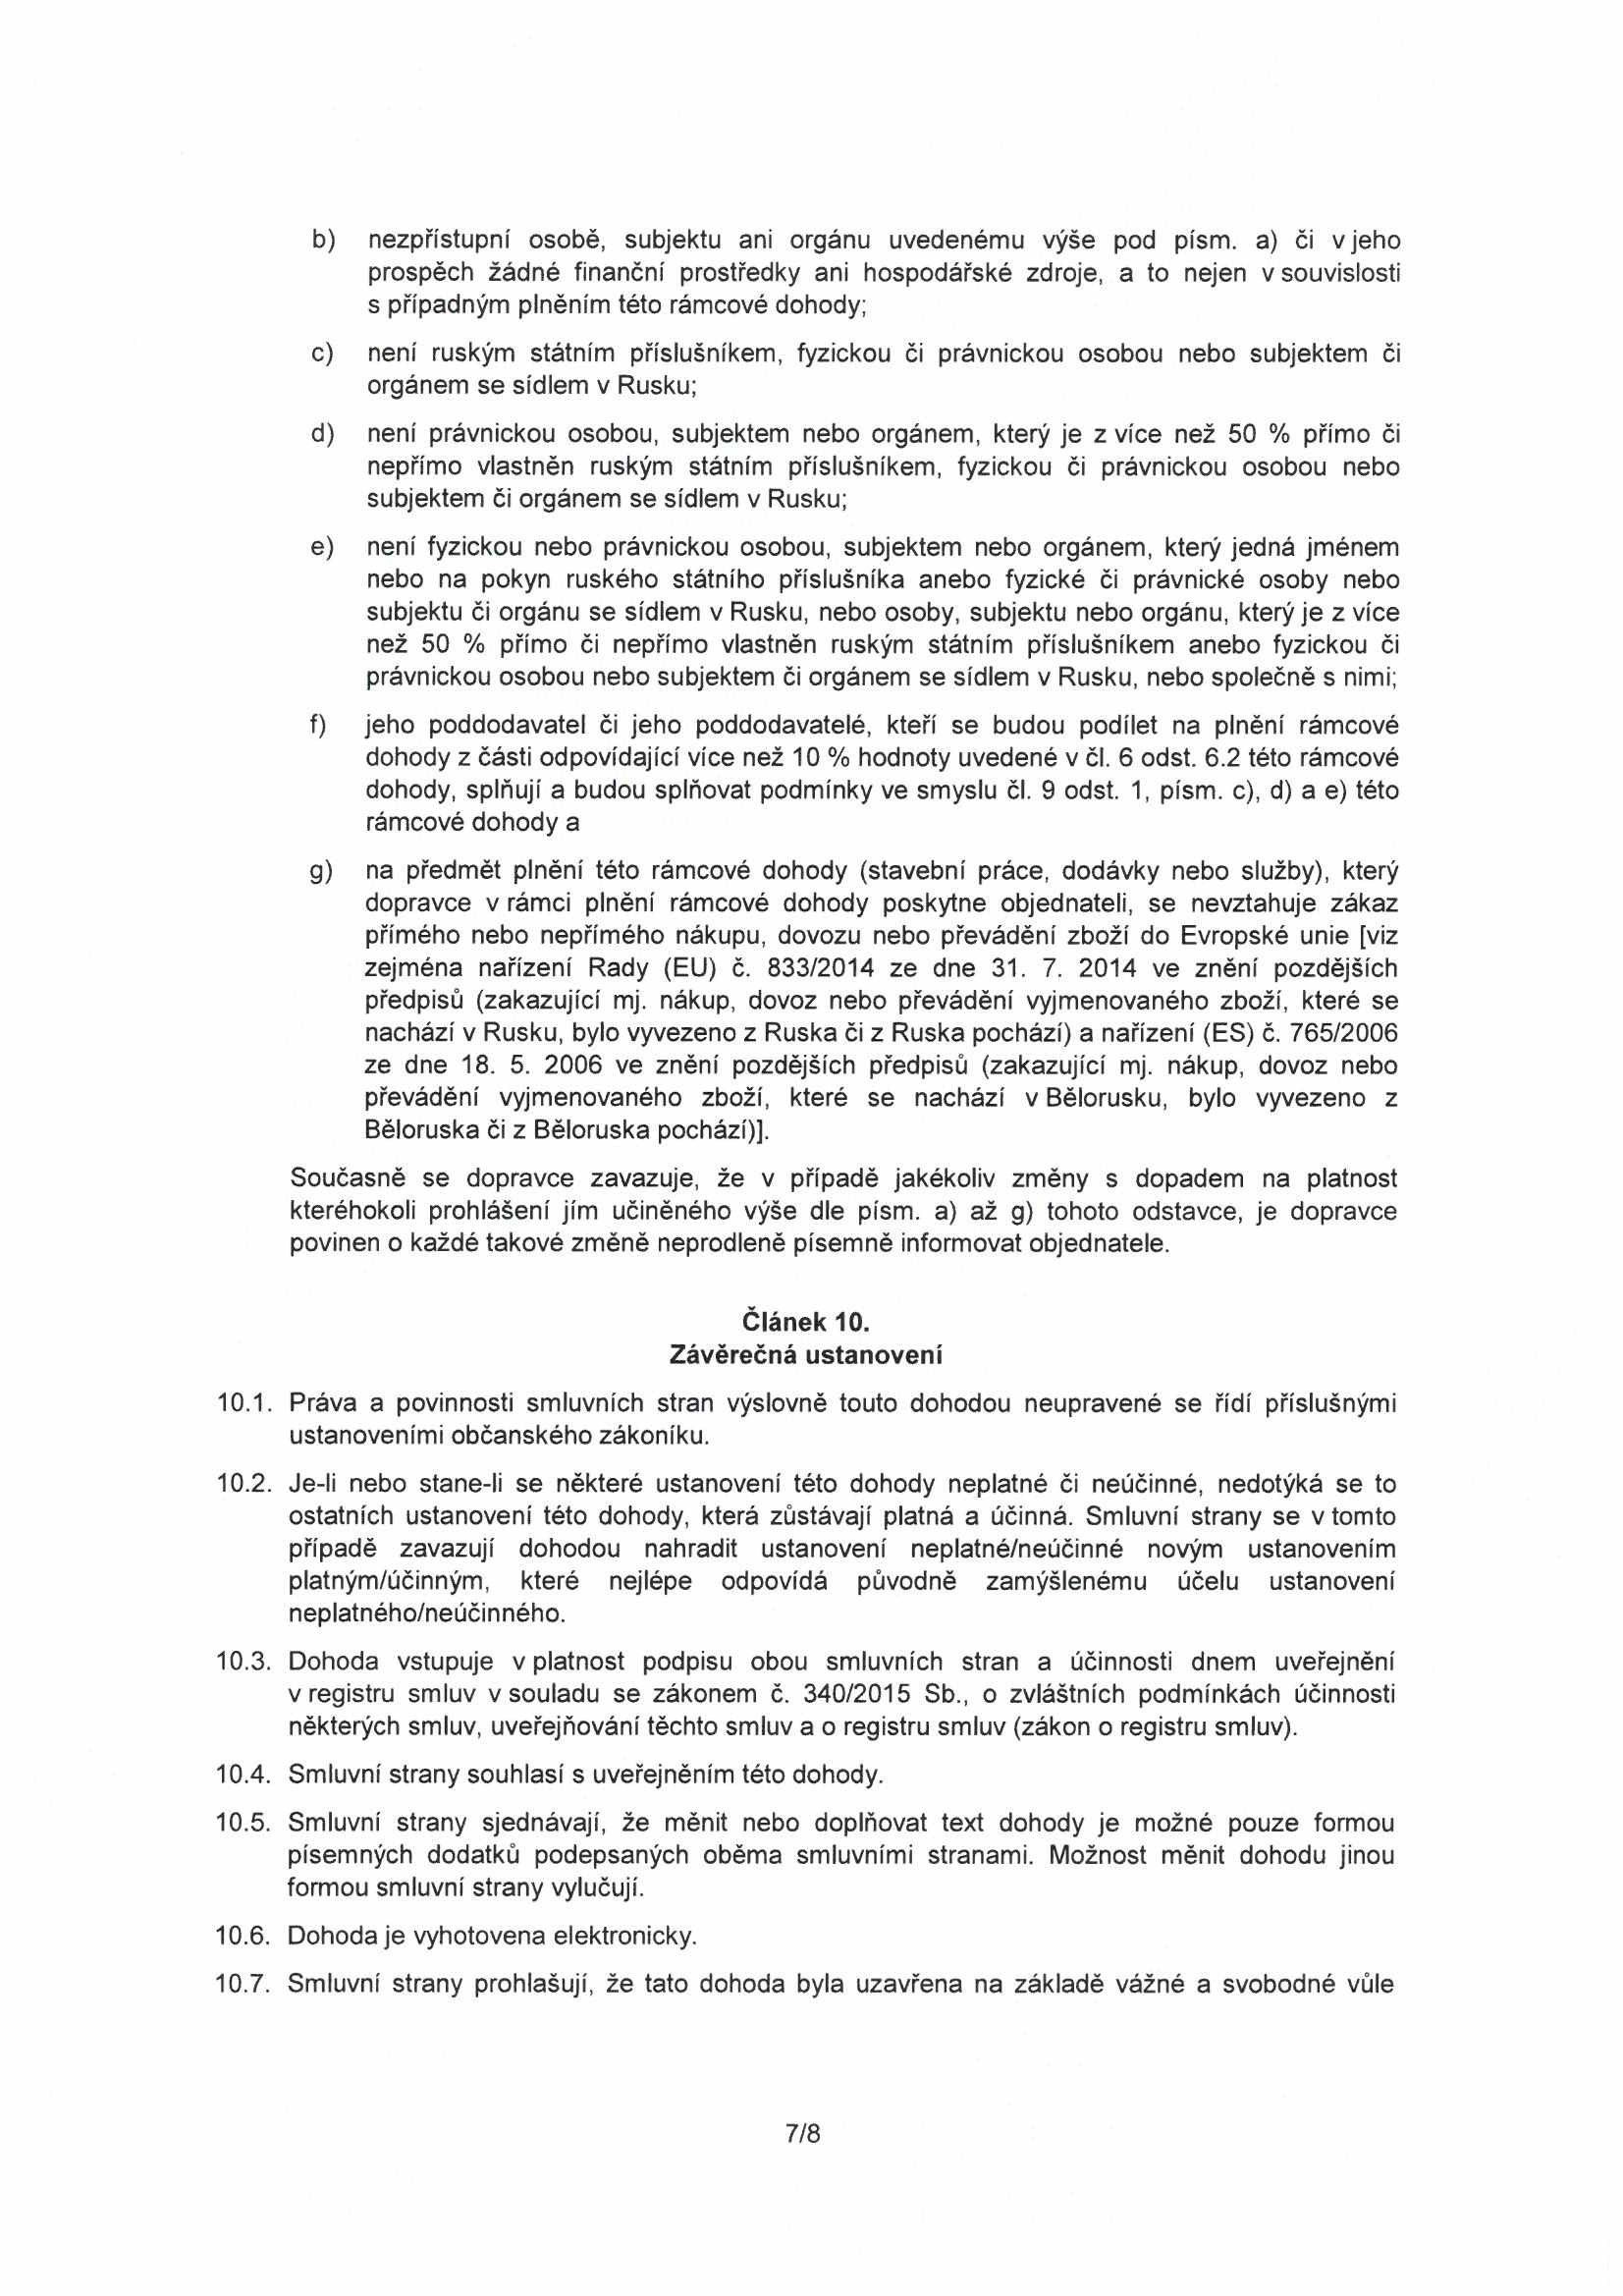 b) nezpřístupní osobě, subjektu ani orgánu uvedenému výše pod písm. a) či v jeho
prospěch žádné finanční prostředky ani hospodářské zdroje, a to nejen v souvislosti
s případným plněním této rámcové dohody;
c) není ruským státním příslušníkem, fyzickou či právnickou osobou nebo subjektem či
orgánem se sídlem v Rusku;
d) není právnickou osobou, subjektem nebo orgánem, který je z více než 50 % přímo či
nepřímo vlastněn ruským státním příslušníkem, fyzickou či právnickou osobou nebo
subjektem či orgánem se sídlem v Rusku;
e) není fyzickou nebo právnickou osobou, subjektem nebo orgánem, který jedná jménem
nebo na pokyn ruského státního příslušníka anebo fyzické či právnické osoby nebo
subjektu či orgánu se sídlem v Rusku, nebo osoby, subjektu nebo orgánu, který je z více
než 50 % přímo či nepřímo vlastněn ruským státním příslušníkem anebo fyzickou či
právnickou osobou nebo subjektem či orgánem se sídlem v Rusku, nebo společně s nimi;
f) jeho poddodavatel či jeho poddodavatelé, kteří se budou podílet na plnění rámcové
dohody z části odpovídající více než 10 % hodnoty uvedené v čl. 6 odst. 6.2 této rámcové
dohody, splňují a budou splňovat podmínky ve smyslu čl. 9 odst. 1, písm. c), d) a e) této
rámcové dohody a
g) na předmět plnění této rámcové dohody (stavební práce, dodávky nebo služby), který
dopravce v rámci plnění rámcové dohody poskytne objednateli, se nevztahuje zákaz
přímého nebo nepřímého nákupu, dovozu nebo převádění zboží do Evropské unie [viz
zejména nařízení Rady (EU) č. 833/2014 ze dne 31. 7. 2014 ve znění pozdějších
předpisů (zakazující mj. nákup, dovoz nebo převádění vyjmenovaného zboží, které se
nachází v Rusku, bylo vyvezeno z Ruska či z Ruska pochází) a nařízení (ES) č. 765/2006
ze dne 18. 5. 2006 ve znění pozdějších předpisů (zakazující mj. nákup, dovoz nebo
převádění vyjmenovaného zboží, které se nachází v Bělorusku, bylo vyvezeno z
Běloruska či z Běloruska pochází)].
Současně se dopravce zavazuje, že v případě jakékoliv změny s dopadem na platnost
kteréhokoli prohlášení jím učiněného výše dle písm. a) až g) tohoto odstavce, je dopravce
povinen o každé takové změně neprodleně písemně informovat objednatele.
Článek 10.
Závěrečná ustanovení
10.1. Práva a povinnosti smluvních stran výslovně touto dohodou neupravené se řídí příslušnými
ustanoveními občanského zákoníku.
10.2. Je-li nebo stane-li se některé ustanovení této dohody neplatné či neúčinné, nedotýká se to
ostatních ustanovení této dohody, která zůstávají platná a účinná. Smluvní strany se v tomto
případě zavazují dohodou nahradit ustanovení neplatné/neúčinné novým ustanovením
platným/účinným, které nejlépe odpovídá původně zamýšlenému účelu ustanovení
neplatného/neúčinného.
10.3. Dohoda vstupuje v platnost podpisu obou smluvních stran a účinnosti dnem uveřejnění
v registru smluv v souladu se zákonem č. 340/2015 Sb., o zvláštních podmínkách účinnosti
některých smluv, uveřejňování těchto smluv a o registru smluv (zákon o registru smluv).
10.4. Smluvní strany souhlasí s uveřejněním této dohody.
10.5. Smluvní strany sjednávají, že měnit nebo doplňovat text dohody je možné pouze formou
písemných dodatků podepsaných oběma smluvními stranami. Možnost měnit dohodu jinou
formou smluvní strany vylučují.
10.6. Dohoda je vyhotovena elektronicky.
10.7. Smluvní strany prohlašují, že tato dohoda byla uzavřena na základě vážné a svobodné vůle
7/8